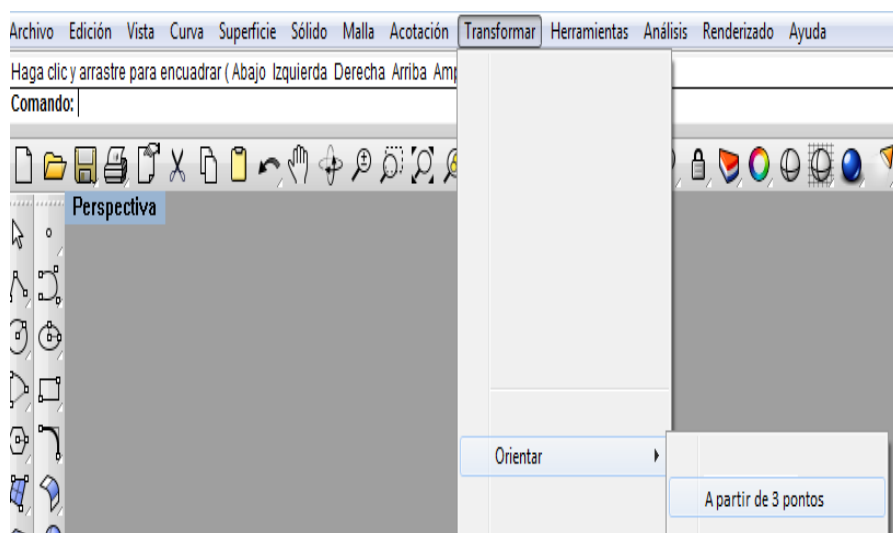 Archivo Edición Vista Curva Superficie Sólido Malla Acotación Transformar Herramientas Análisis Renderizado Ayuda
Haga clic y arrastre para encuadrar ( Abajo Izquierda Derecha Arriba
Comando:
Perspectiva
Orientar
A partir de 3 pontos